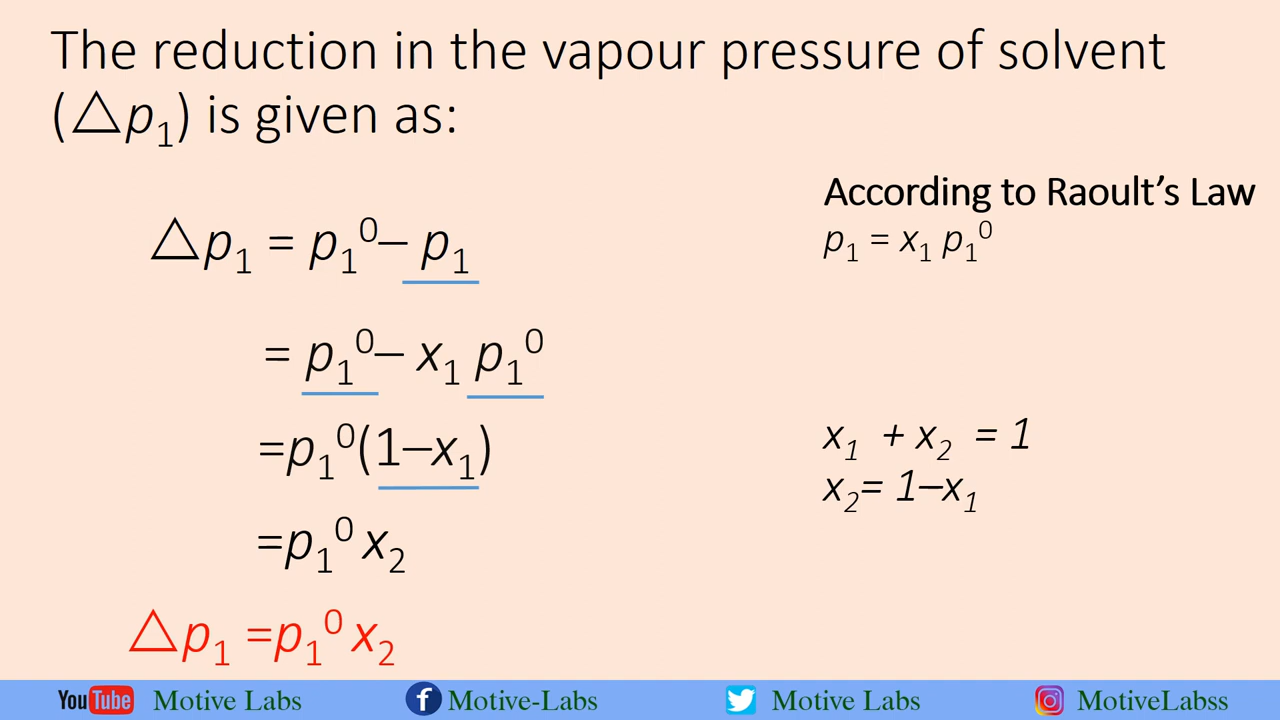 The reduction in the vapour pressure of solvent
(△p₁) is given as:
According to Raoult’s Law
p₁ = x₁ p₁⁰
△p₁ = p₁⁰– p₁
= p₁⁰– x₁ p₁⁰
=p₁⁰(1–x₁)
x₁ + x₂ = 1
x₂= 1–x₁
=p₁⁰ x₂
△p₁ =p₁⁰ x₂
YouTube Motive Labs f Motive-Labs Motive Labs MotiveLabss